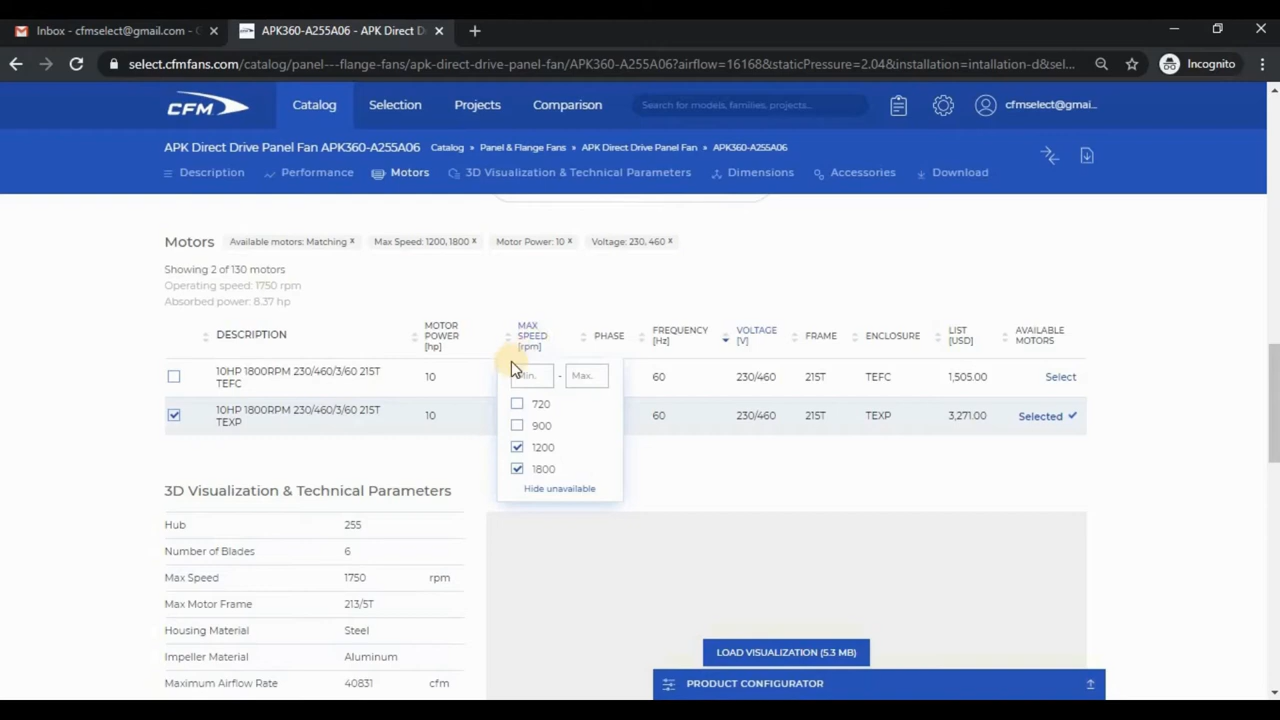 Inbox - cfmselect@gmail.com -
APK360-A255A06 - APK Direct D
select.cfmfans.com/catalog/panel---flange-fans/apk-direct-drive-panel-fan/APK360-A255A06?airflow=16168&staticPressure=2.04&installation=intallation-d&sel...
Incognito
CFM
Catalog
Selection
Projects
Comparison
Search for models, families, projects...
cfmselect@gmai...
APK Direct Drive Panel Fan APK360-A255A06
Catalog » Panel & Flange Fans » APK Direct Drive Panel Fan » APK360-A255A06
Description
Performance
Motors
3D Visualization & Technical Parameters
Dimensions
Accessories
Download
Motors
Available motors: Matching x
Max Speed: 1200, 1800 x
Motor Power: 10 x
Voltage: 230, 460 x
Showing 2 of 130 motors
Operating speed: 1750 rpm
Absorbed power: 8.37 hp
DESCRIPTION
MOTOR
POWER
[hp]
MAX
SPEED
[rpm]
PHASE
FREQUENCY
[Hz]
VOLTAGE
[V]
FRAME
ENCLOSURE
LIST
[USD]
AVAILABLE
MOTORS
10HP 1800RPM 230/460/3/60 215T
TEFC
10
60
230/460
215T
TEFC
1,505.00
Select
10HP 1800RPM 230/460/3/60 215T
TEXP
10
60
230/460
215T
TEXP
3,271.00
Selected
Min. - Max.
720
900
1200
1800
Hide unavailable
3D Visualization & Technical Parameters
Hub 255
Number of Blades 6
Max Speed 1750 rpm
Max Motor Frame 213/5T
Housing Material Steel
Impeller Material Aluminum
Maximum Airflow Rate 40831 cfm
LOAD VISUALIZATION (5.3 MB)
PRODUCT CONFIGURATOR